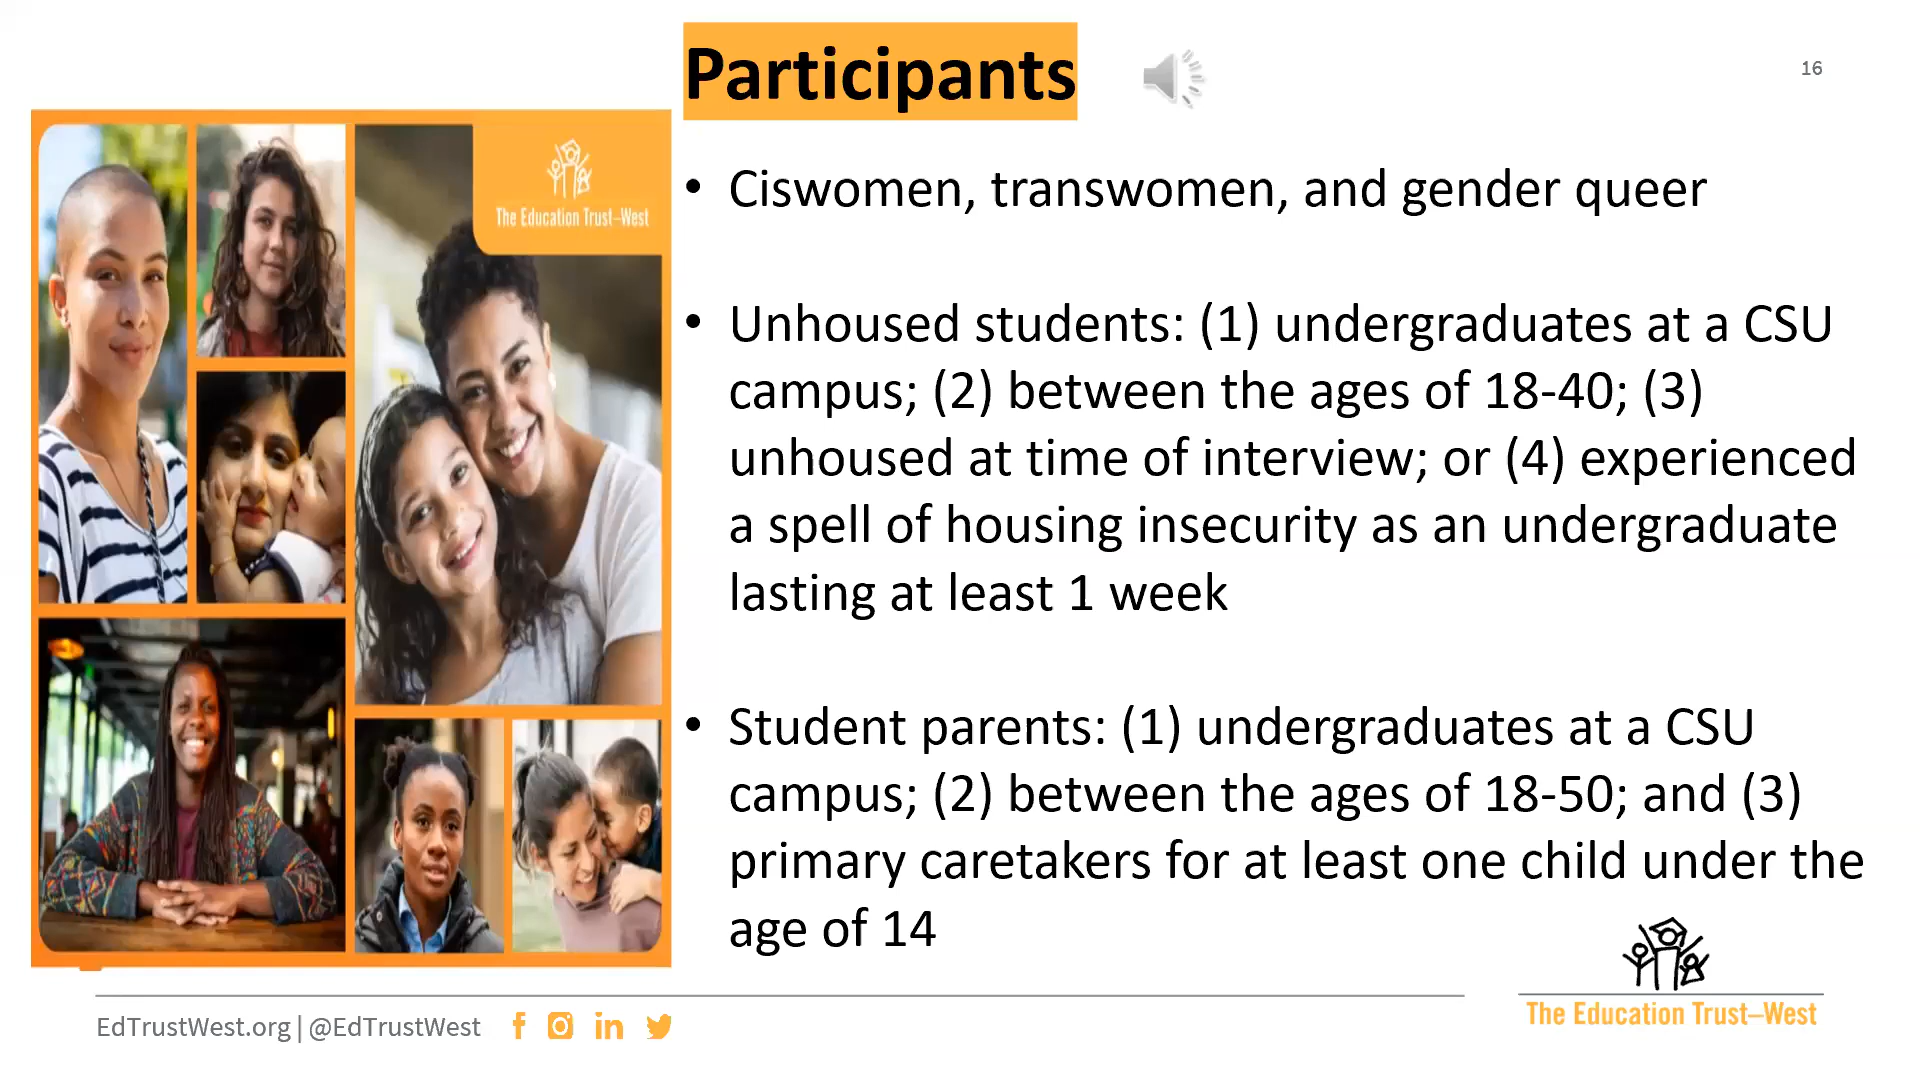 Participants
16
The Education Trust–West
• Ciswomen, transwomen, and gender queer
• Unhoused students: (1) undergraduates at a CSU
campus; (2) between the ages of 18-40; (3)
unhoused at time of interview; or (4) experienced
a spell of housing insecurity as an undergraduate
lasting at least 1 week
• Student parents: (1) undergraduates at a CSU
campus; (2) between the ages of 18-50; and (3)
primary caretakers for at least one child under the
age of 14
EdTrustWest.org | @EdTrustWest
The Education Trust–West